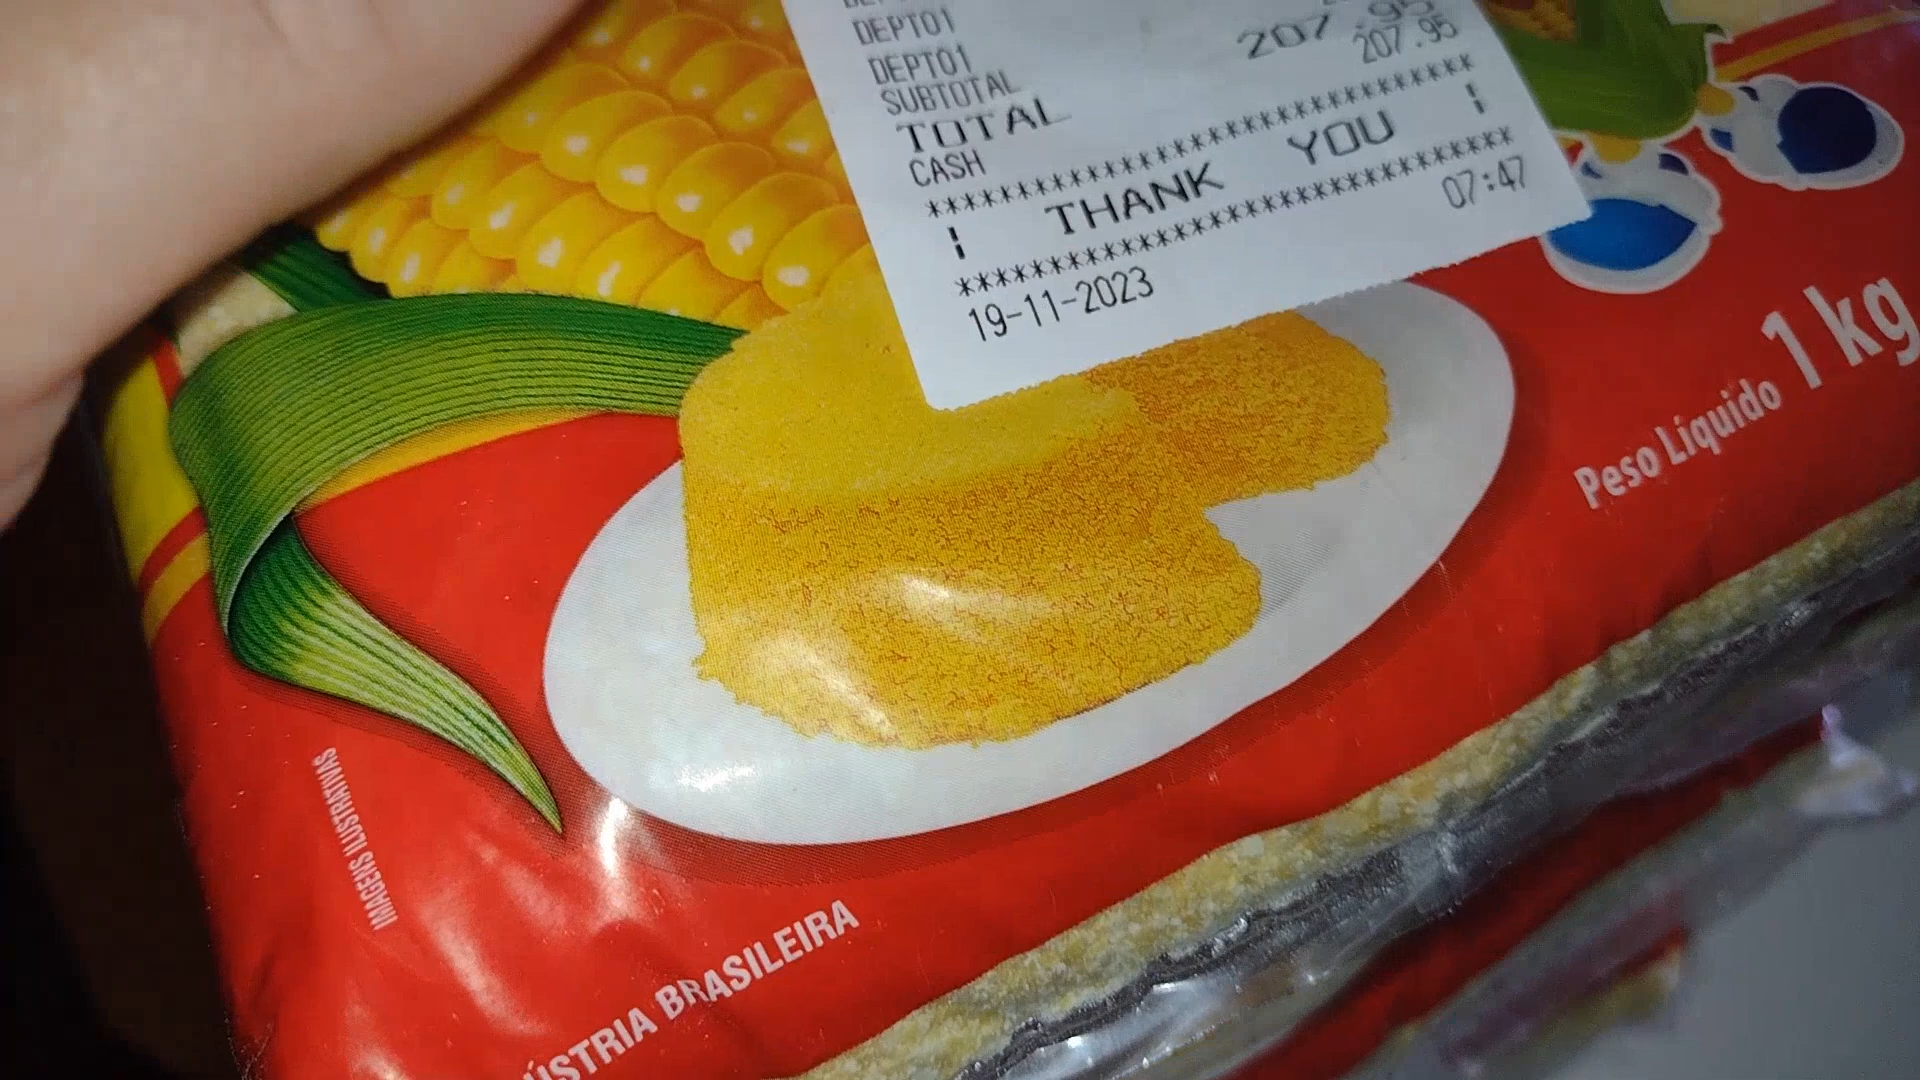 DEPT01
DEPT01
SUBTOTAL
TOTAL 207.95
CASH 207.95
***********************************
¦ THANK YOU ¦
***********************************
19-11-2023 07:47
Peso Líquido 1 kg
IMAGENS ILUSTRATIVAS
ÚSTRIA BRASILEIRA